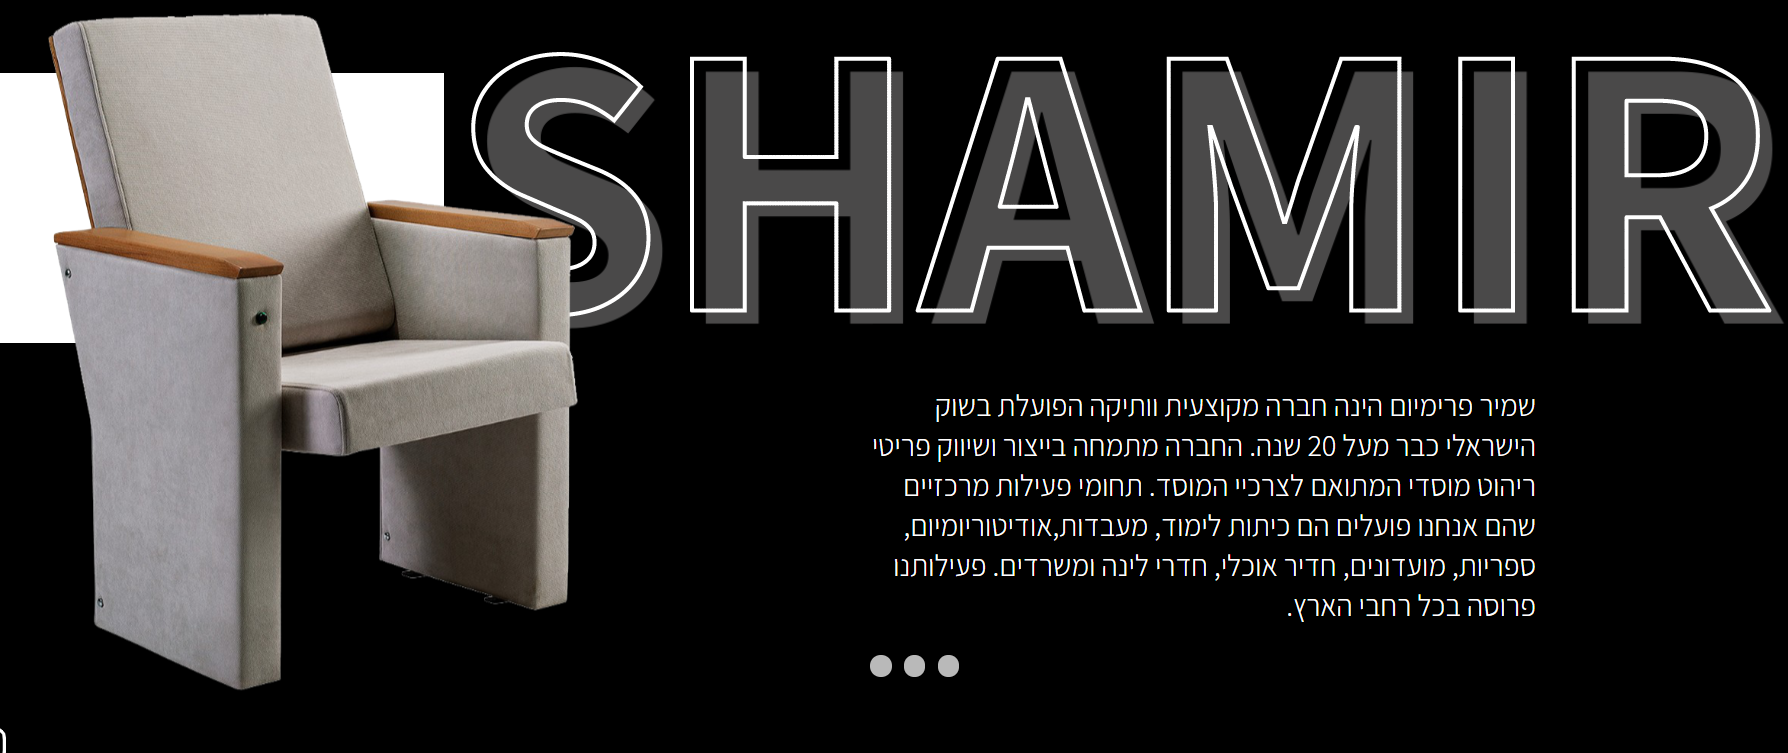 SHAMIR
שמיר פרימיום הינה חברה מקוצעית וותיקה הפועלת בשוק
הישראלי כבר מעל 20 שנה. החברה מתמחה בייצור ושיווק פריטי
ריהוט מוסדי המתואם לצרכיי המוסד. תחומי פעילות מרכזיים
שהם אנחנו פועלים הם כיתות לימוד, מעבדות,אודיטוריומיום,
ספריות, מועדונים, חדיר אוכלי, חדרי לינה ומשרדים. פעילותנו
פרוסה בכל רחבי הארץ.